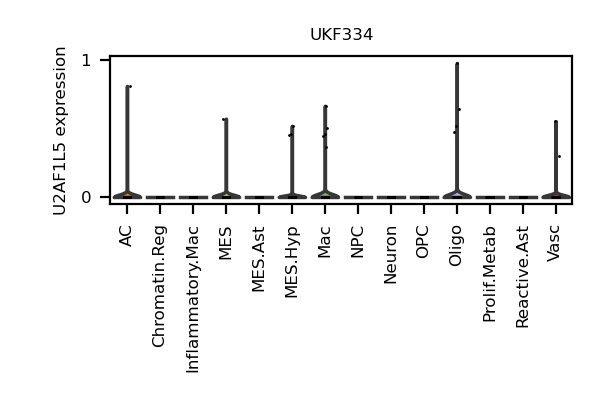 UKF334
U2AF1L5 expression
1
0
AC
Chromatin.Reg
Inflammatory.Mac
MES
MES.Ast
MES.Hyp
Mac
NPC
Neuron
OPC
Oligo
Prolif.Metab
Reactive.Ast
Vasc